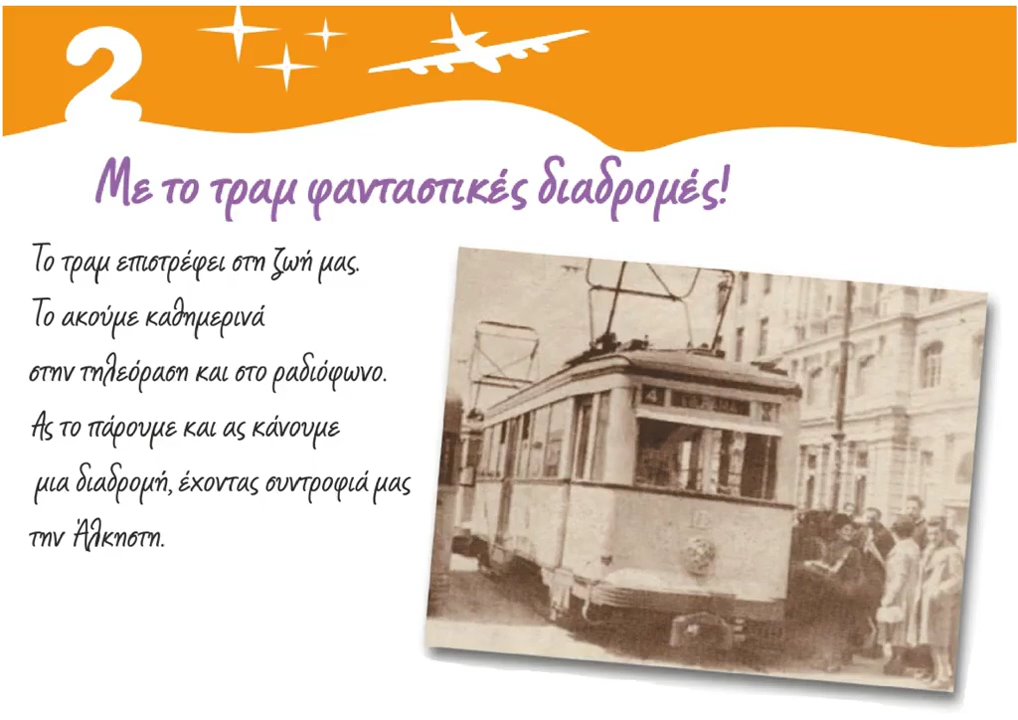 2
Με το τραμ φανταστικές διαδρομές!
Το τραμ επιστρέφει στη ζωή μας.
Το ακούμε καθημερινά
στην τηλεόραση και στο ραδιόφωνο.
Ας το πάρουμε και ας κάνουμε
μια διαδρομή, έχοντας συντροφιά μας
την Άλκηστη.
4